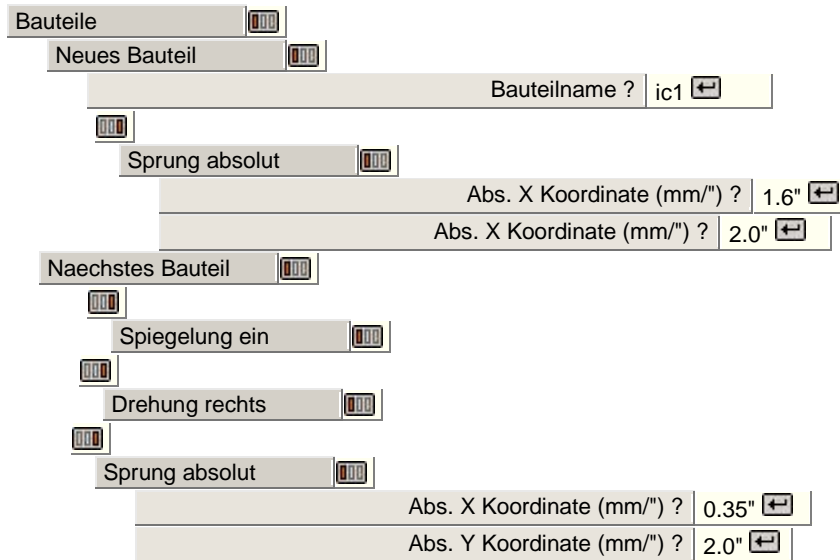 Bauteile
Neues Bauteil
Bauteilname ? ic1
Sprung absolut
Abs. X Koordinate (mm/") ? 1.6"
Abs. X Koordinate (mm/") ? 2.0"
Naechstes Bauteil
Spiegelung ein
Drehung rechts
Sprung absolut
Abs. X Koordinate (mm/") ? 0.35"
Abs. Y Koordinate (mm/") ? 2.0"